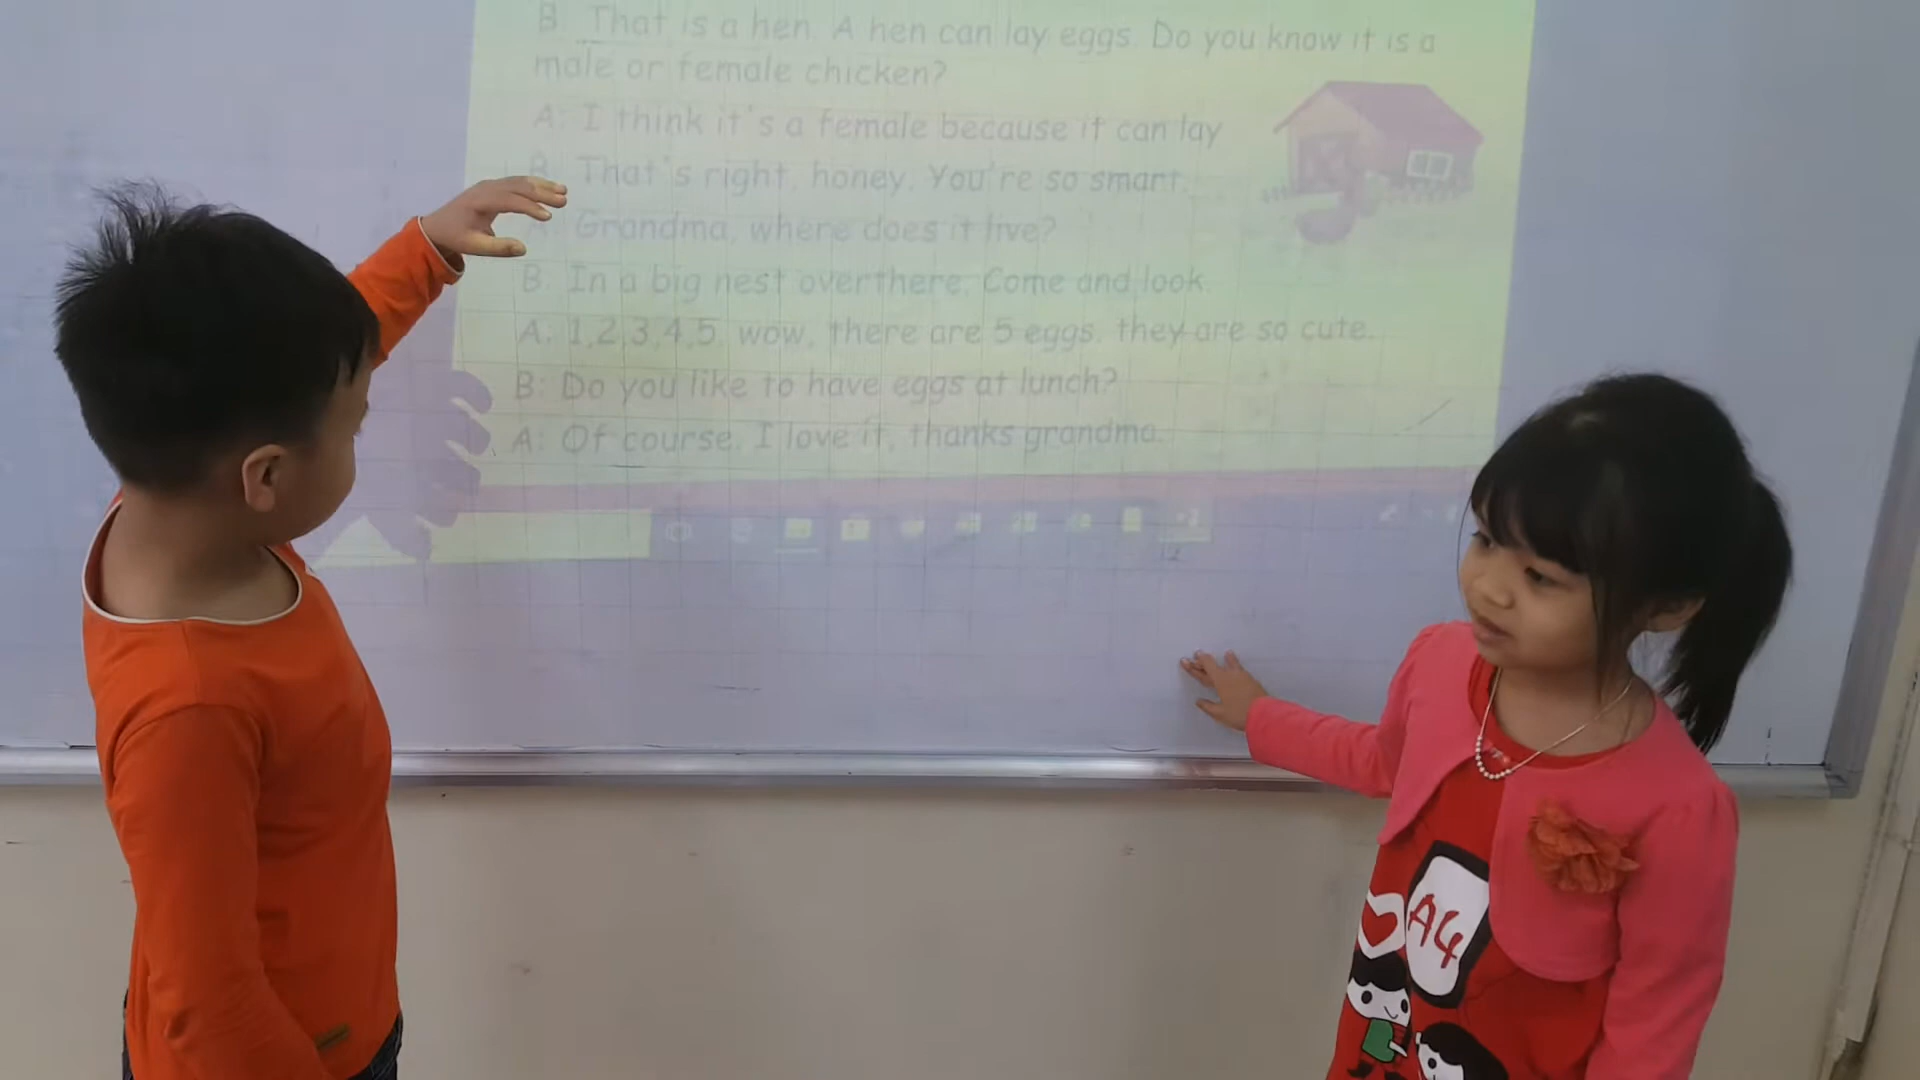 B. That is a hen. A hen can lay eggs. Do you know it is a
male or female chicken?
A: I think it's a female because it can lay
B. That's right, honey. You're so smart.
A: Grandma, where does it live?
B. In a big nest over there. Come and look.
A: 1,2,3,4,5, wow, there are 5 eggs, they are so cute.
B: Do you like to have eggs at lunch?
A: Of course. I love it, thanks grandma.
A4